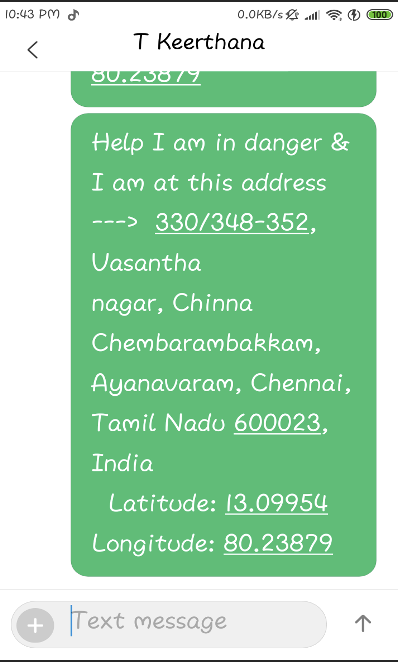 10:43 PM 0.0KB/s 100
T Keerthana
80.23879
Help I am in danger &
I am at this address
---> 330/348-352,
Vasantha
nagar, Chinna
Chembarambakkam,
Ayanavaram, Chennai,
Tamil Nadu 600023,
India
Latitude: 13.09954
Longitude: 80.23879
Text message